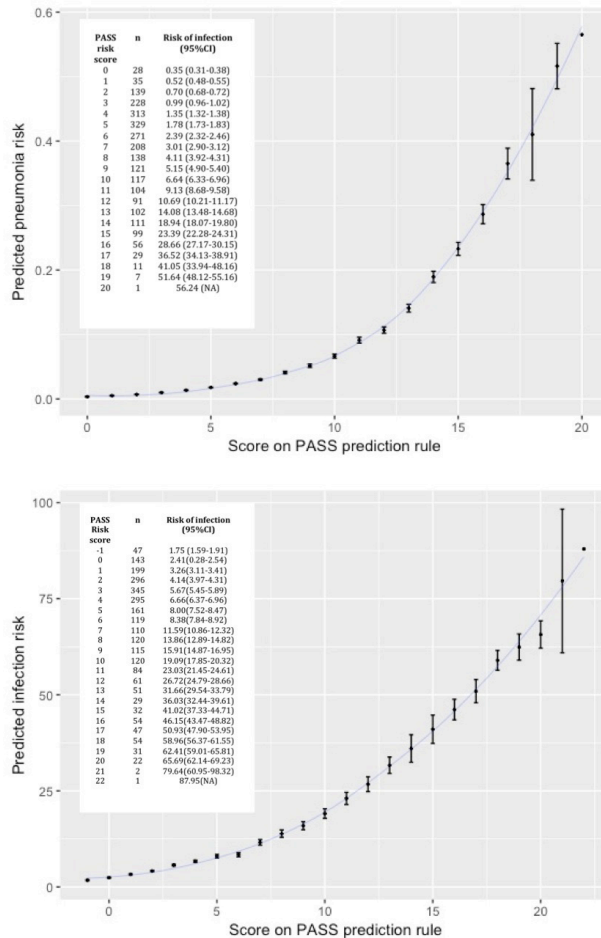 0.6
PASS risk score n Risk of infection (95%CI)
0 28 0.35 (0.31-0.38)
1 35 0.52 (0.48-0.55)
2 139 0.70 (0.68-0.72)
3 228 0.99 (0.96-1.02)
4 313 1.35 (1.32-1.38)
5 329 1.78 (1.73-1.83)
6 271 2.39 (2.32-2.46)
7 208 3.01 (2.90-3.12)
8 138 4.11 (3.92-4.31)
9 121 5.15 (4.90-5.40)
10 117 6.64 (6.33-6.96)
11 104 9.13 (8.68-9.58)
12 91 10.69 (10.21-11.17)
13 102 14.08 (13.48-14.68)
14 111 18.94 (18.07-19.80)
15 99 23.39 (22.28-24.31)
16 56 28.66 (27.17-30.15)
17 29 36.52 (34.13-38.91)
18 11 41.05 (33.94-48.16)
19 7 51.64 (48.12-55.16)
20 1 56.24 (NA)
0.4
0.2
0.0
Predicted pneumonia risk
0 5 10 15 20
Score on PASS prediction rule
100
PASS Risk score n Risk of infection (95%CI)
-1 47 1.75 (1.59-1.91)
0 143 2.41(0.28-2.54)
1 199 3.26(3.11-3.41)
2 296 4.14(3.97-4.31)
3 345 5.67(5.45-5.89)
4 295 6.66(6.37-6.96)
5 161 8.00(7.52-8.47)
6 119 8.38(7.84-8.92)
7 110 11.59(10.86-12.32)
8 120 13.86(12.89-14.82)
9 115 15.91(14.87-16.95)
10 120 19.09(17.85-20.32)
11 84 23.03(21.45-24.61)
12 61 26.72(24.79-28.66)
13 51 31.66(29.54-33.79)
14 29 36.03(32.44-39.61)
15 32 41.02(37.33-44.71)
16 54 46.15(43.47-48.82)
17 47 50.93(47.90-53.95)
18 54 58.96(56.37-61.55)
19 31 62.41(59.01-65.81)
20 22 65.69(62.14-69.23)
21 2 79.64(60.95-98.32)
22 1 87.95(NA)
75
50
25
0
Predicted infection risk
0 5 10 15 20
Score on PASS prediction rule